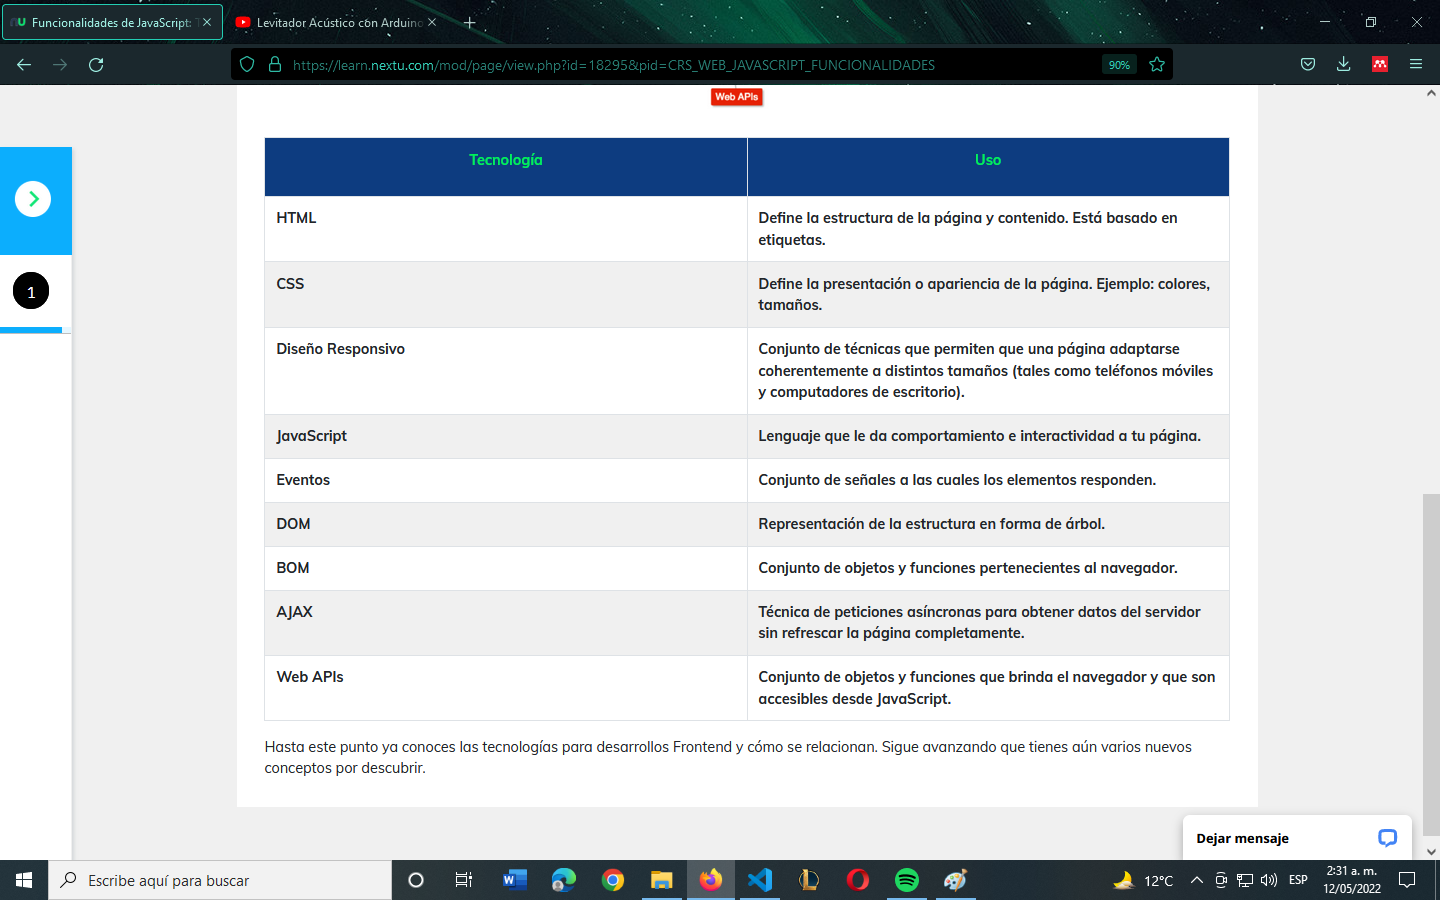 Funcionalidades de JavaScript:
Levitador Acústico con Arduino
https://learn.nextu.com/mod/page/view.php?id=18295&pid=CRS_WEB_JAVASCRIPT_FUNCIONALIDADES
90%
Web APIs
Tecnología
Uso
HTML
Define la estructura de la página y contenido. Está basado en
etiquetas.
CSS
Define la presentación o apariencia de la página. Ejemplo: colores,
tamaños.
Diseño Responsivo
Conjunto de técnicas que permiten que una página adaptarse
coherentemente a distintos tamaños (tales como teléfonos móviles
y computadores de escritorio).
JavaScript
Lenguaje que le da comportamiento e interactividad a tu página.
Eventos
Conjunto de señales a las cuales los elementos responden.
DOM
Representación de la estructura en forma de árbol.
BOM
Conjunto de objetos y funciones pertenecientes al navegador.
AJAX
Técnica de peticiones asíncronas para obtener datos del servidor
sin refrescar la página completamente.
Web APIs
Conjunto de objetos y funciones que brinda el navegador y que son
accesibles desde JavaScript.
Hasta este punto ya conoces las tecnologías para desarrollos Frontend y cómo se relacionan. Sigue avanzando que tienes aún varios nuevos
conceptos por descubrir.
1
Dejar mensaje
Escribe aquí para buscar
12°C
ESP
2:31 a. m.
12/05/2022